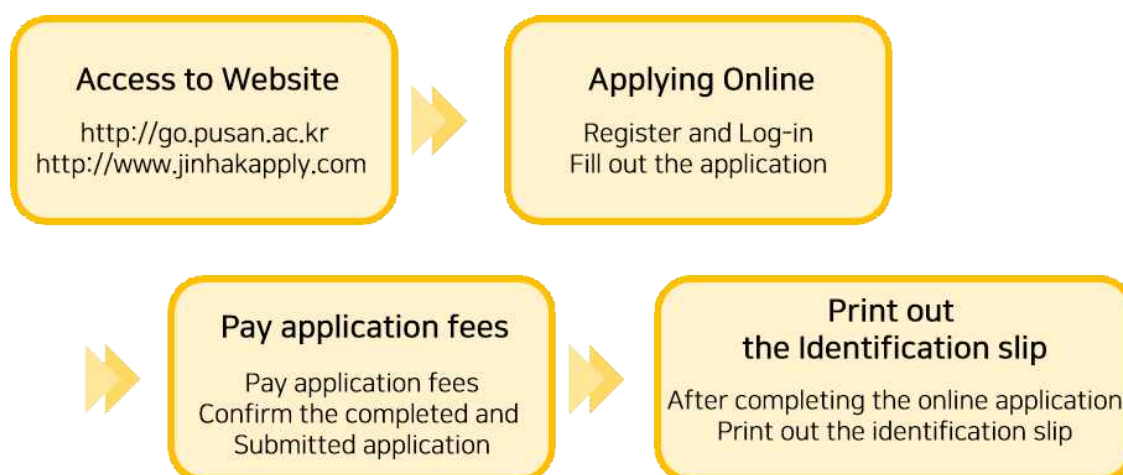 Access to Website
http://go.pusan.ac.kr
http://www.jinhakapply.com
Applying Online
Register and Log-in
Fill out the application
Pay application fees
Pay application fees
Confirm the completed and
Submitted application
Print out
the Identification slip
After completing the online application
Print out the identification slip